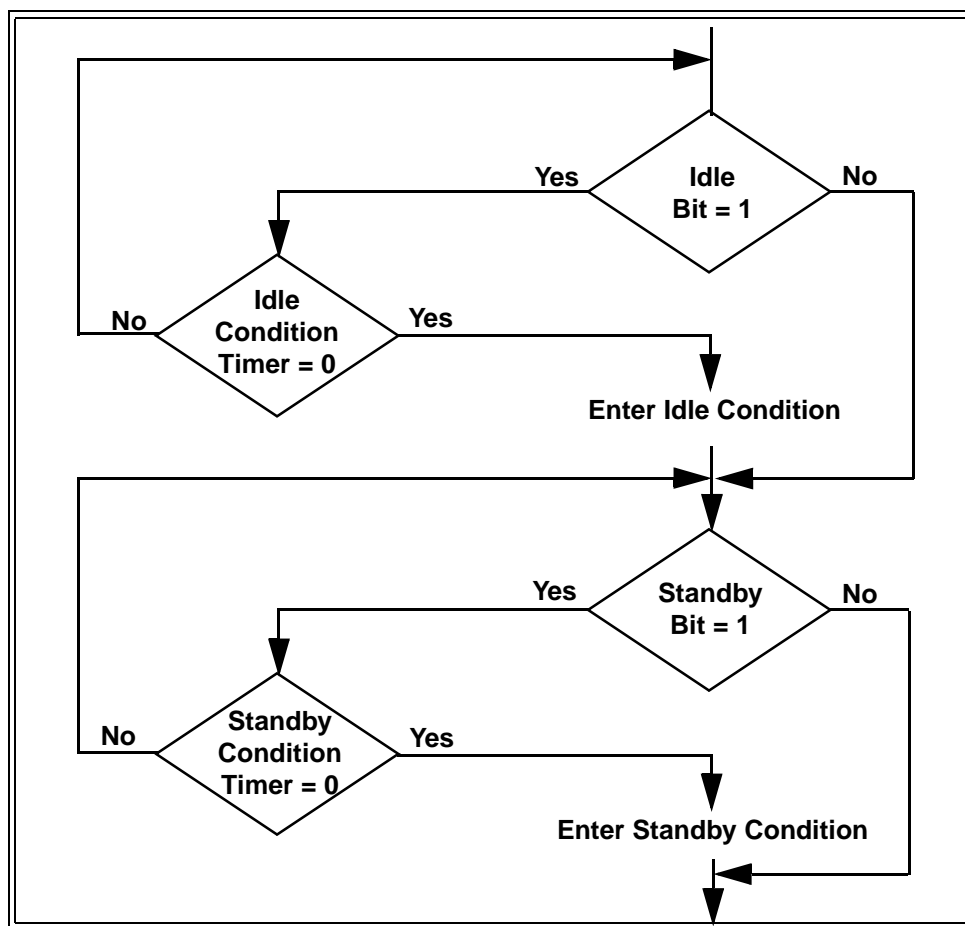 Yes
Idle
Bit = 1
No
No
Idle
Condition
Timer = 0
Yes
Enter Idle Condition
Yes
Standby
Bit = 1
No
No
Standby
Condition
Timer = 0
Yes
Enter Standby Condition